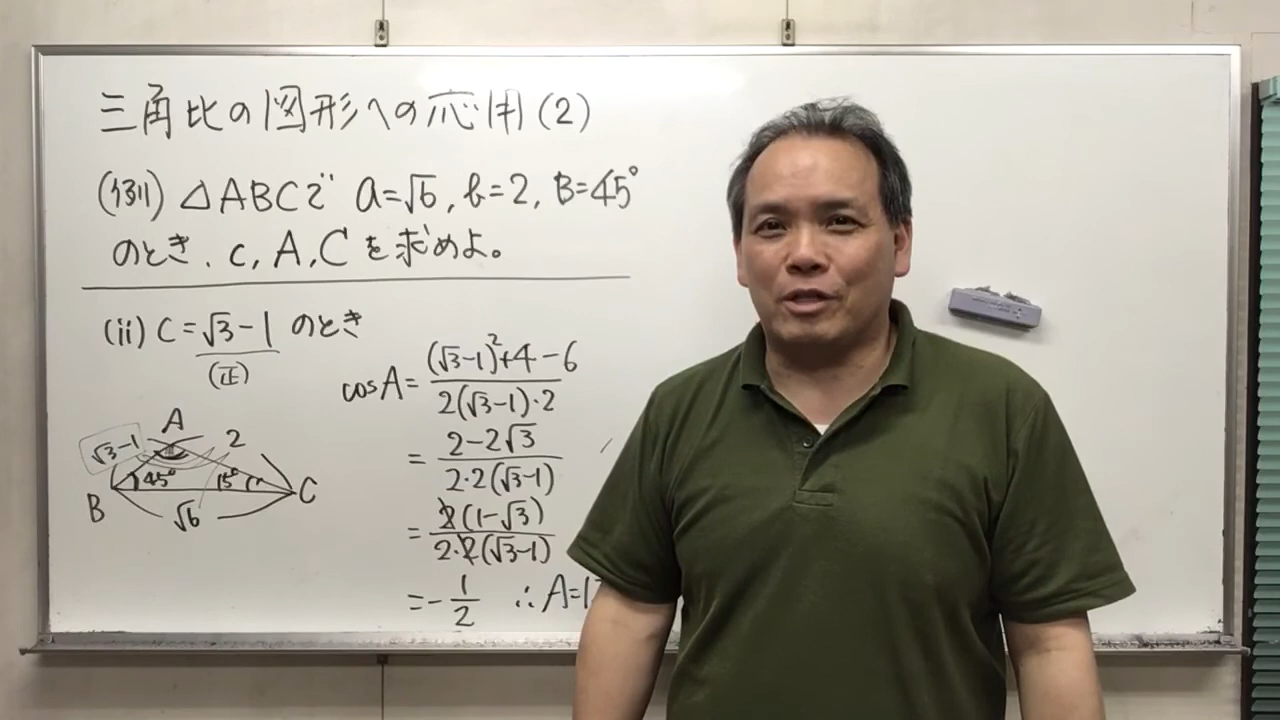 三角比の図形への応用(2)
(例) △ABCで a=√6, b=2, B=45°
のとき、c, A, C を求めよ。
(ii) C=√3-1 のとき
(正)
cosA= ((√3-1)²+4-6)/(2(√3-1)・2)
= (2-2√3)/(2・2(√3-1))
= (2(1-√3))/(2・2(√3-1))
=-1/2 ∴A=1
A
√3-1
2
45°
15°
B
C
√6